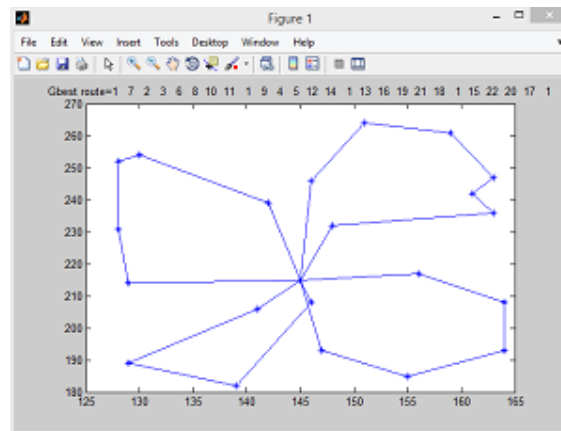 Figure 1
File Edit View Insert Tools Desktop Window Help
Gbest route=1 7 2 3 6 8 10 11 1 9 4 5 12 14 1 13 16 19 21 18 1 15 22 20 17 1
270
260
250
240
230
220
210
200
190
180
125 130 135 140 145 150 155 160 165